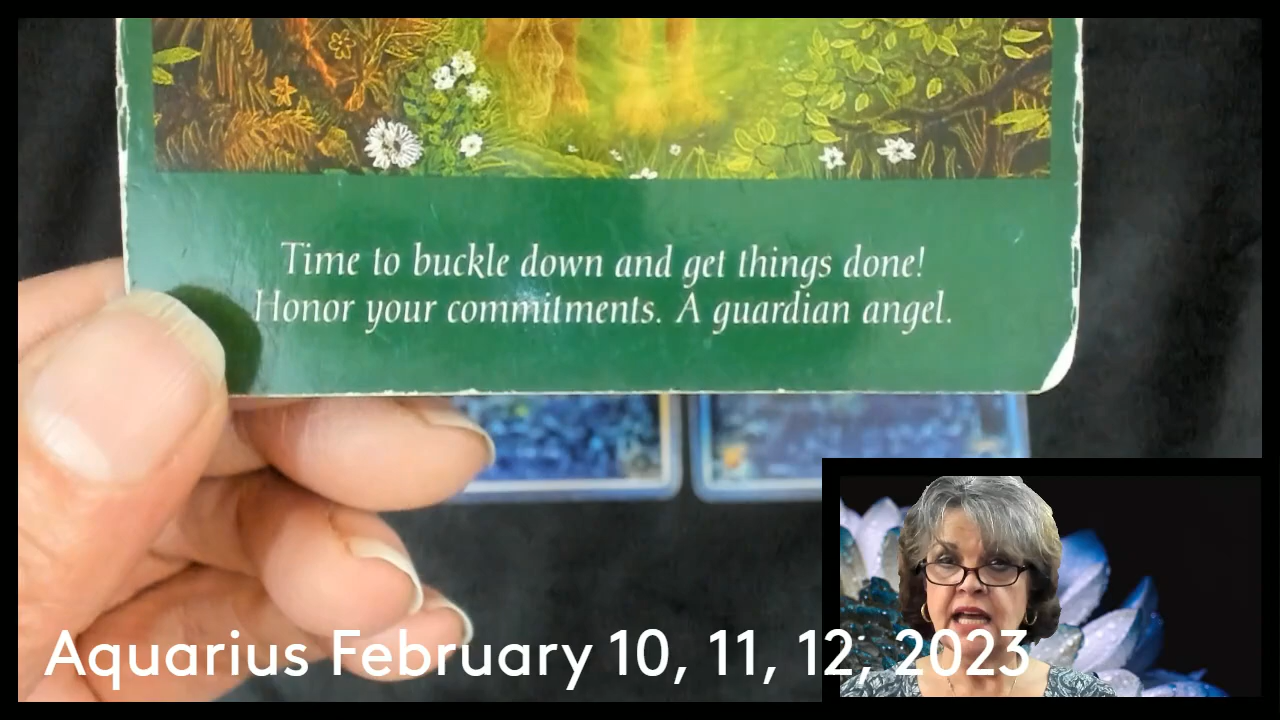 Time to buckle down and get things done!
Honor your commitments. A guardian angel.
Aquarius February 10, 11, 12, 2023